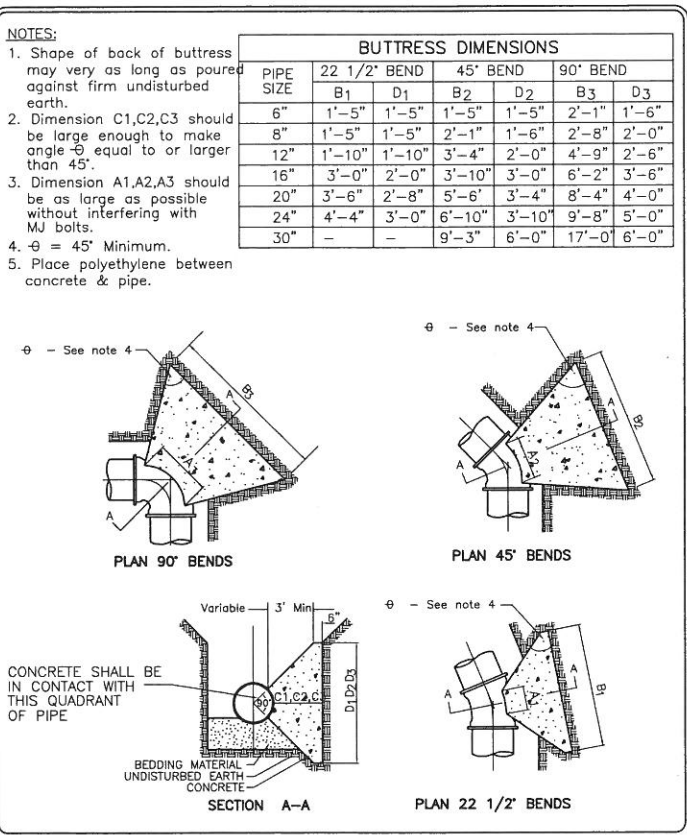 NOTES:
1. Shape of back of buttress
may very as long as poured
against firm undisturbed
earth.
2. Dimension C1,C2,C3 should
be large enough to make
angle θ equal to or larger
than 45°.
3. Dimension A1,A2,A3 should
be as large as possible
without interfering with
MJ bolts.
4. θ = 45° Minimum.
5. Place polyethylene between
concrete & pipe.
BUTTRESS DIMENSIONS
PIPE SIZE 22 1/2° BEND 45° BEND 90° BEND
B1 D1 B2 D2 B3 D3
6" 1'-5" 1'-5" 1'-5" 1'-5" 2'-1" 1'-6"
8" 1'-5" 1'-5" 2'-1" 1'-6" 2'-8" 2'-0"
12" 1'-10" 1'-10" 3'-4" 2'-0" 4'-9" 2'-6"
16" 3'-0" 2'-0" 3'-10" 3'-0" 6'-2" 3'-6"
20" 3'-6" 2'-8" 5'-6' 3'-4" 8'-4" 4'-0"
24" 4'-4" 3'-0" 6'-10" 3'-10" 9'-8" 5'-0"
30" - - 9'-3" 6'-0" 17'-0" 6'-0"
θ - See note 4
B3
A
A
PLAN 90° BENDS
θ - See note 4
B2
A
A
PLAN 45° BENDS
Variable 3' Min
6"
CONCRETE SHALL BE
IN CONTACT WITH
THIS QUADRANT
OF PIPE
90°
C1,C2,C3
D1 D2 D3
BEDDING MATERIAL
UNDISTURBED EARTH
CONCRETE
SECTION A-A
θ - See note 4
B1
A
A
PLAN 22 1/2° BENDS